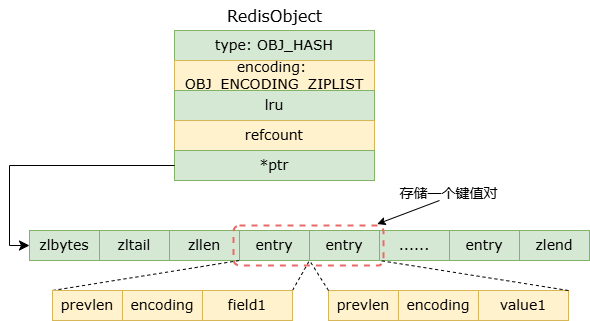 RedisObject
type: OBJ_HASH
encoding:
OBJ_ENCODING_ZIPLIST
lru
refcount
*ptr
存储一个键值对
zlbytes zltail zllen entry entry ...... entry zlend
prevlen encoding field1 prevlen encoding value1